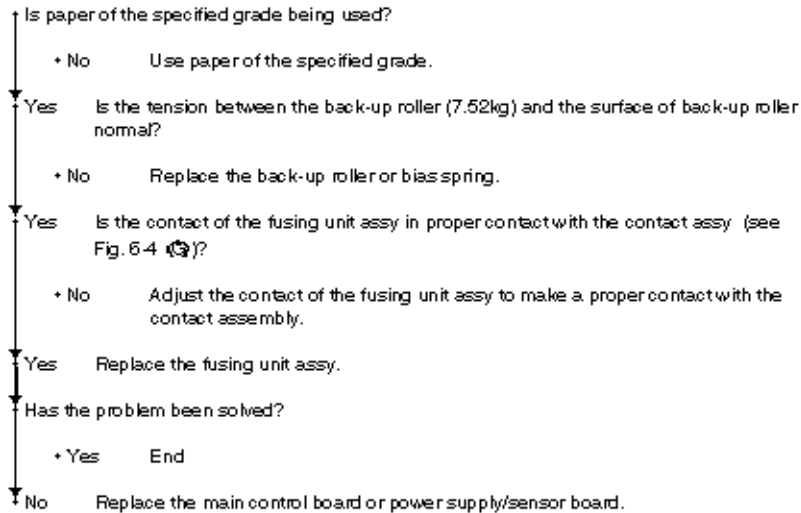 Is paper of the specified grade being used?
• No Use paper of the specified grade.
Yes Is the tension between the back-up roller (7.52kg) and the surface of back-up roller
normal?
• No Replace the back-up roller or bias spring.
Yes Is the contact of the fusing unit assy in proper contact with the contact assy (see
Fig. 6-4 )?
• No Adjust the contact of the fusing unit assy to make a proper contact with the
contact assembly.
Yes Replace the fusing unit assy.
Has the problem been solved?
• Yes End
No Replace the main control board or power supply/sensor board.